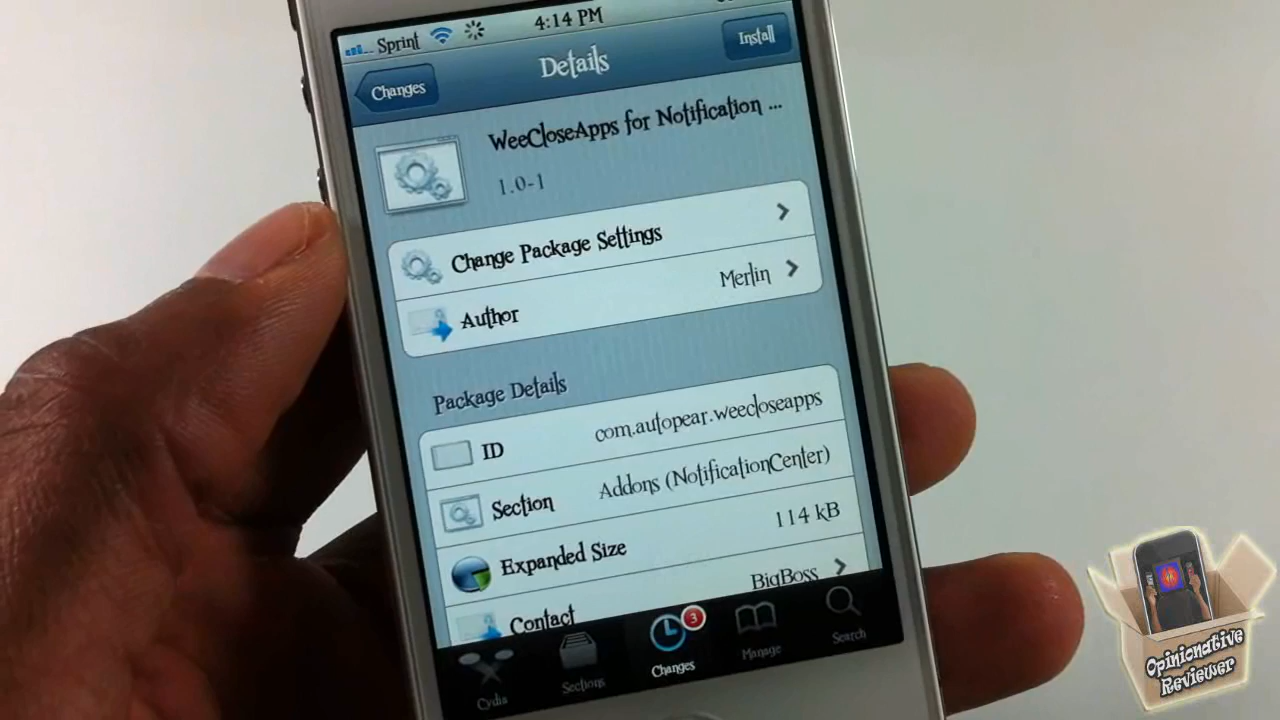 Sprint 4:14 PM
Changes Details Install
WeeCloseApps for Notification ...
1.0-1
Change Package Settings
Author Merlin
Package Details
ID com.autopear.weecloseapps
Section Addons (NotificationCenter)
Expanded Size 114 kB
Contact BigBoss
3
Cydia Sections Changes Manage Search
Opinionative
Reviewer